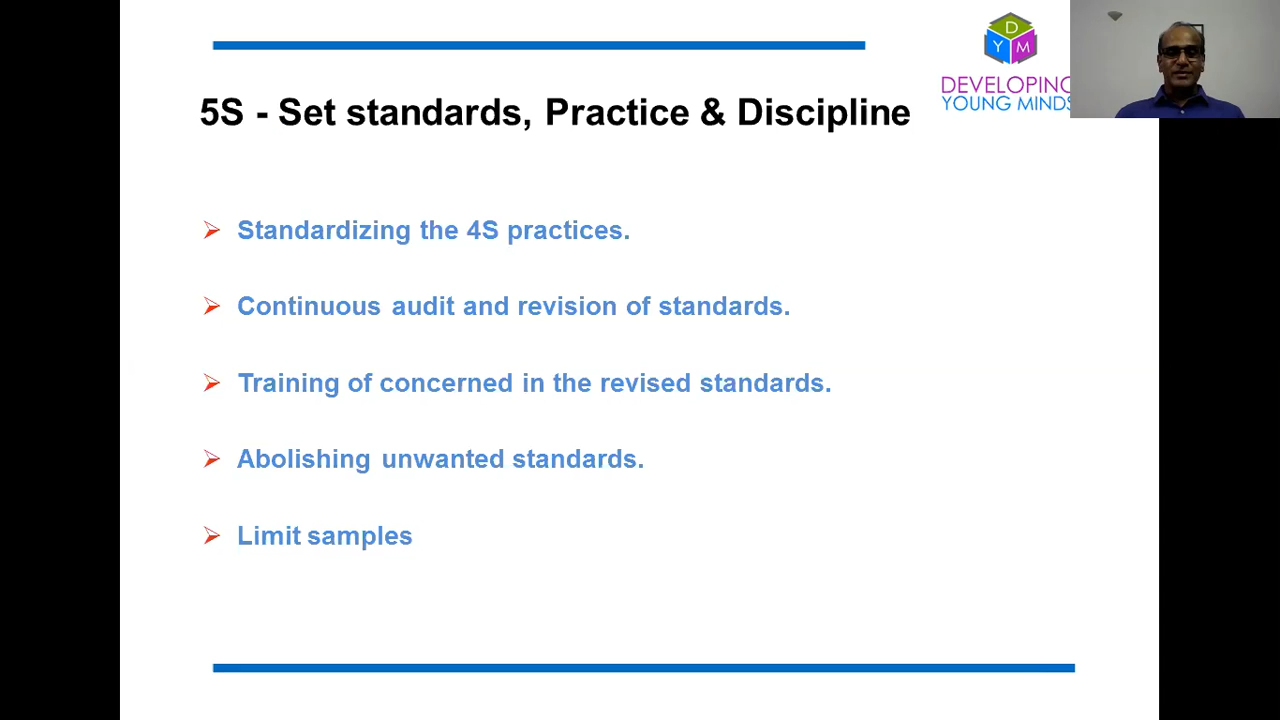 D
Y M
DEVELOPING
YOUNG MINDS
5S - Set standards, Practice & Discipline
Standardizing the 4S practices.
Continuous audit and revision of standards.
Training of concerned in the revised standards.
Abolishing unwanted standards.
Limit samples